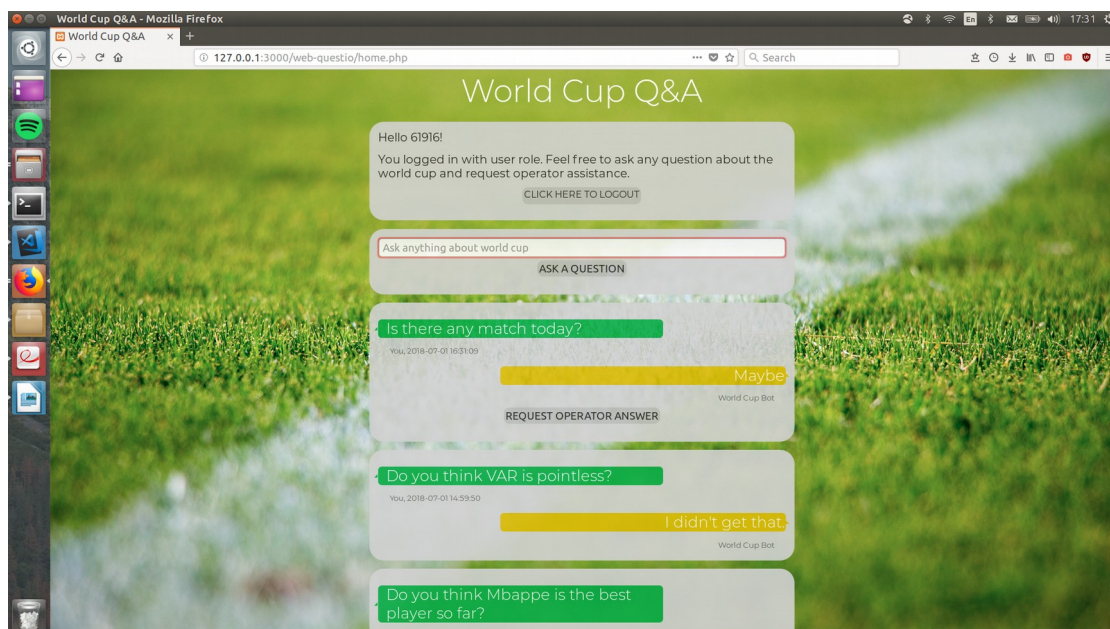 World Cup Q&A - Mozilla Firefox
En
17:31
World Cup Q&A
127.0.0.1:3000/web-questio/home.php
Search
World Cup Q&A
Hello 61916!
You logged in with user role. Feel free to ask any question about the
world cup and request operator assistance.
CLICK HERE TO LOGOUT
Ask anything about world cup
ASK A QUESTION
Is there any match today?
You, 2018-07-01 16:31:09
Maybe
World Cup Bot
REQUEST OPERATOR ANSWER
Do you think VAR is pointless?
You, 2018-07-01 14:59:50
I didn't get that.
World Cup Bot
Do you think Mbappe is the best
player so far?